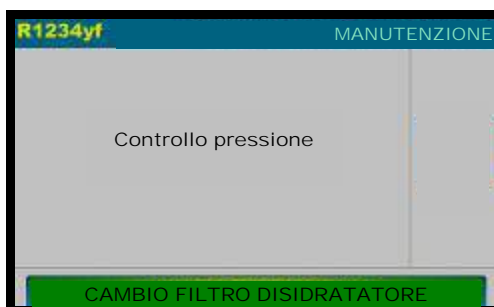 R1234yf MANUTENZIONE
Controllo pressione
CAMBIO FILTRO DISIDRATATORE